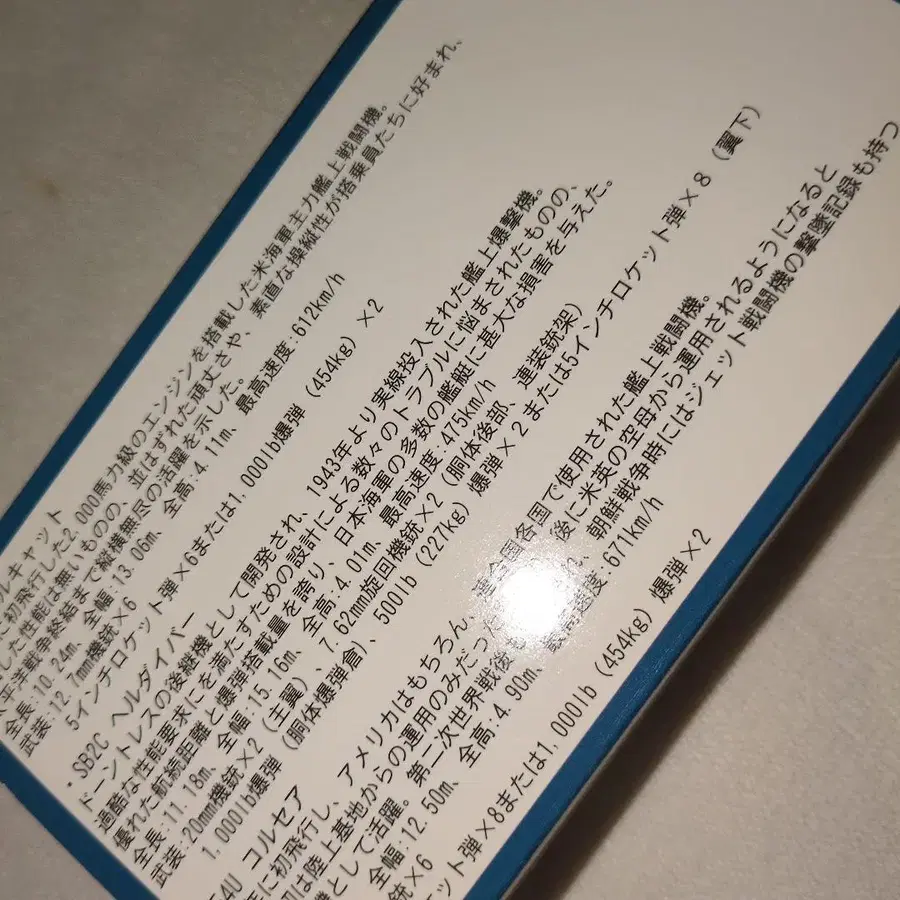 ルキャット
に初飛行した2,000馬力級のエンジンを搭載した米海軍主力艦上戦闘機。
した性能は無いものの、並はずれた頑丈さや、素直な操縦性が搭乗員たちに好まれ、
平洋戦争終結まで縦横無尽の活躍を示した。
全長:10.24m、全幅:13.06m、全高:4.11m、最高速度:612km/h
武装:12.7mm機銃×6
5インチロケット弾×6または1,000lb爆弾(454kg)×2
・SB2C ヘルダイバー
ドーントレスの後継機として開発され、1943年より実線投入された艦上爆撃機。
過酷な性能要求にを満たすための設計による数々のトラブルに悩まされたものの、
優れた航続距離と爆弾搭載量を誇り、日本海軍の多数の艦艇に甚大な損害を与えた。
全長:11.18m、全幅:15.16m、全高:4.01m、最高速度:475km/h
武装:20mm機銃×2(主翼)、7.62mm旋回機銃×2(胴体後部、連装銃架)
1,000lb爆弾(胴体爆弾倉)、500lb(227kg)爆弾×2または5インチロケット弾×8(翼下)
F4U コルセア
に初飛行し、アメリカはもちろん、連合国各国で使用された艦上戦闘機。
は陸上基地からの運用のみだった 後に米英の空母から運用されるようになると
機として活躍。第二次世界戦後 れ、朝鮮戦争時にはジェット戦闘機の撃墜記録も持つ
全幅:12.50m、全高:4.90m、最高速度:671km/h
銃×6
ケット弾×8または1,000lb(454kg)爆弾×2